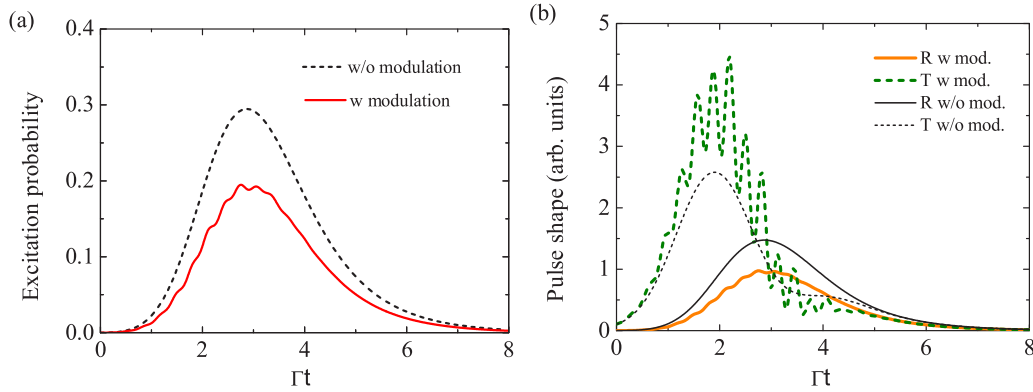 (a)
0.4
0.3
0.2
0.1
0.0
Excitation probability
w/o modulation
w modulation
0
2
4
6
8
Γt
(b)
5
4
3
2
1
0
Pulse shape (arb. units)
R w mod.
T w mod.
R w/o mod.
T w/o mod.
0
2
4
6
8
Γt